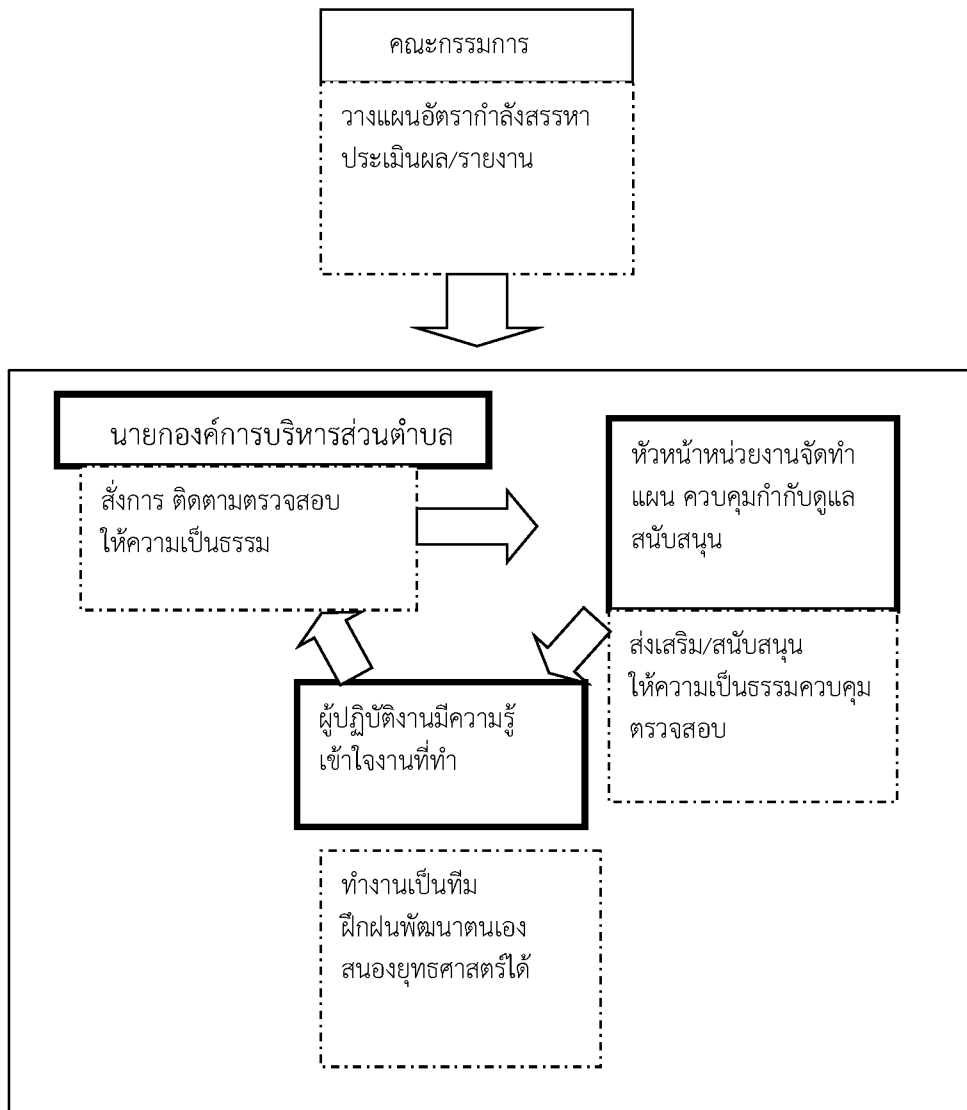 คณะกรรมการ
วางแผนอัตรากำลังสรรหา
ประเมินผล/รายงาน
นายกองค์การบริหารส่วนตำบล
สั่งการ ติดตามตรวจสอบ
ให้ความเป็นธรรม
หัวหน้าหน่วยงานจัดทำ
แผน ควบคุมกำกับดูแล
สนับสนุน
ส่งเสริม/สนับสนุน
ให้ความเป็นธรรมควบคุม
ตรวจสอบ
ผู้ปฏิบัติงานมีความรู้
เข้าใจงานที่ทำ
ทำงานเป็นทีม
ฝึกฝนพัฒนาตนเอง
สนองยุทธศาสตร์ได้